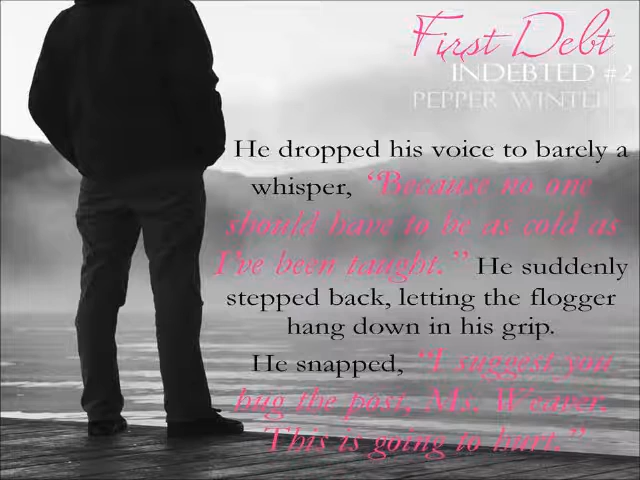 First Debt
INDEBTED #2
PEPPER WINTE
He dropped his voice to barely a
whisper, "Because no one
should have to be as cold as
I've been taught." He suddenly
stepped back, letting the flogger
hang down in his grip.
He snapped, "I suggest you
hug the post, Ms. Weaver.
This is going to hurt."